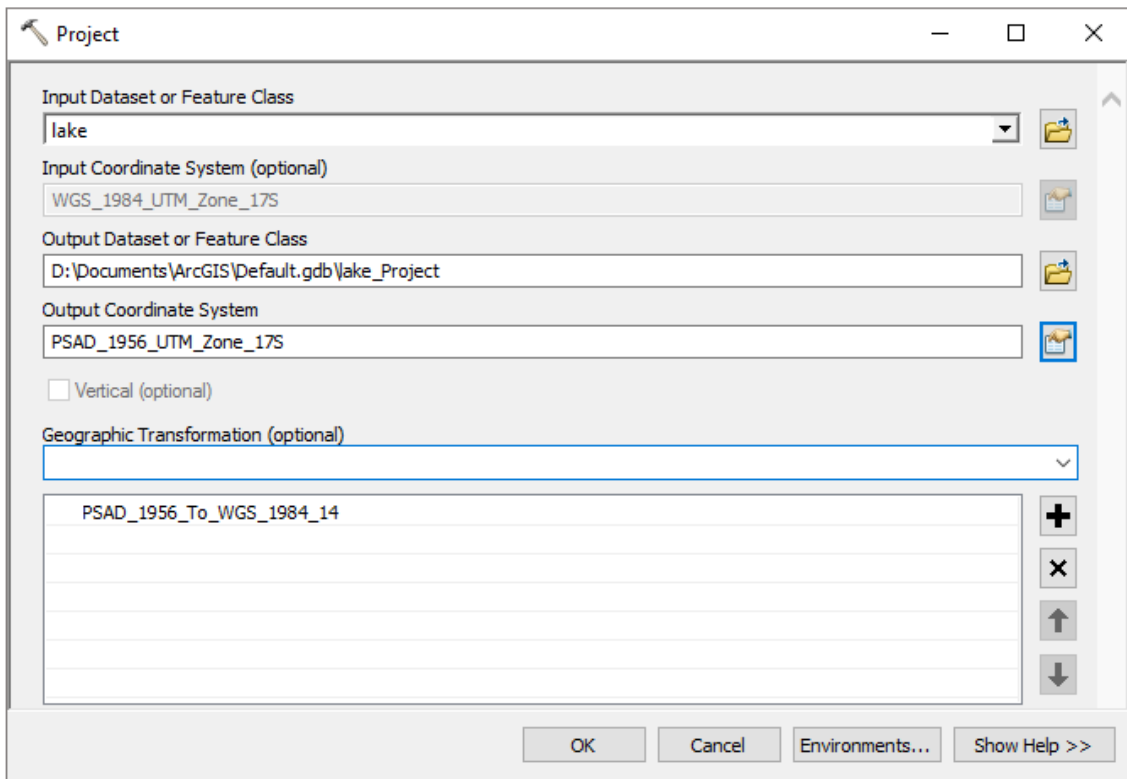 Project
Input Dataset or Feature Class
lake
Input Coordinate System (optional)
WGS_1984_UTM_Zone_17S
Output Dataset or Feature Class
D:\Documents\ArcGIS\Default.gdb\lake_Project
Output Coordinate System
PSAD_1956_UTM_Zone_17S
Vertical (optional)
Geographic Transformation (optional)
PSAD_1956_To_WGS_1984_14
OK Cancel Environments... Show Help >>